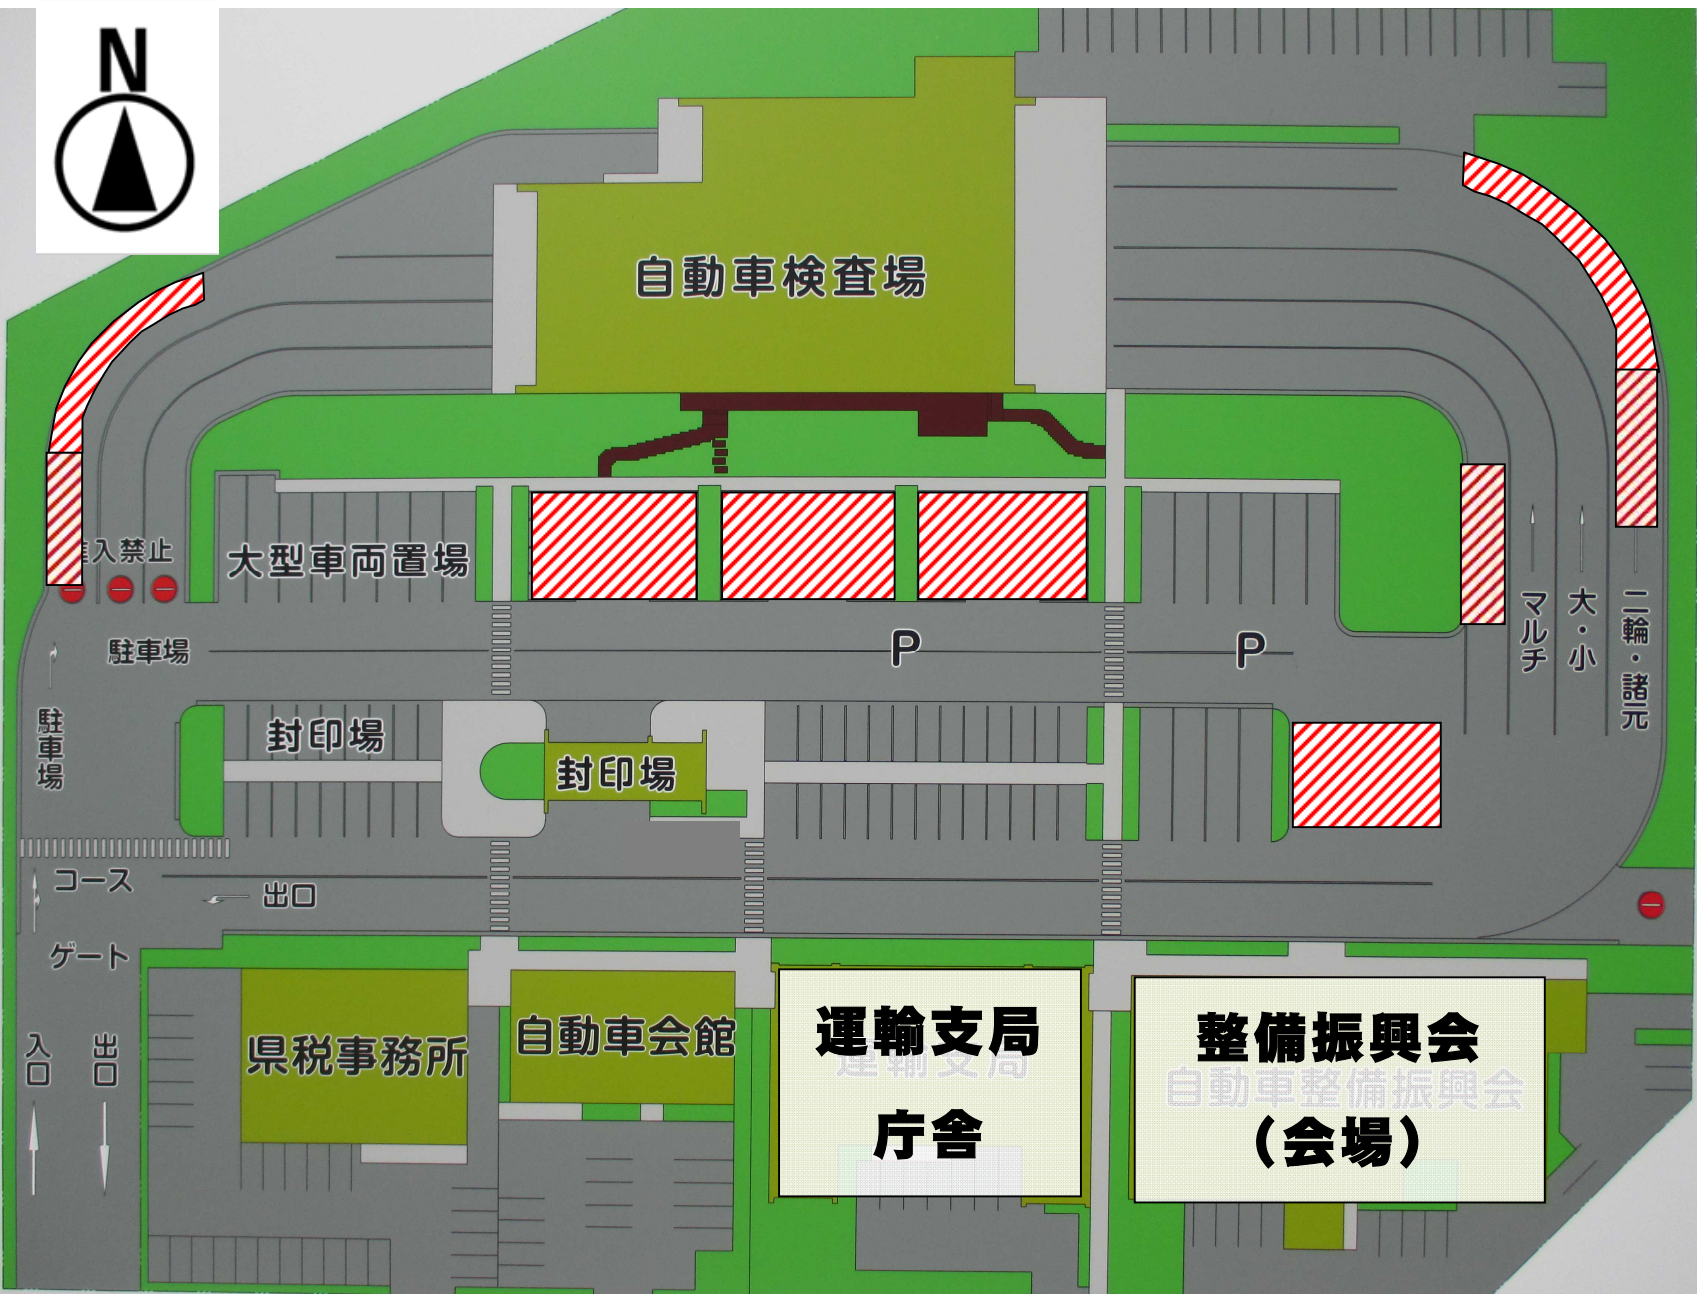 N
自動車検査場
進入禁止
大型車両置場
駐車場
P
P
マルチ
大・小
二輪・諸元
駐車場
封印場
封印場
コース
出口
ゲート
入口
出口
県税事務所
自動車会館
運輸支局
運輸支局
庁舎
整備振興会
自動車整備振興会
（会場）